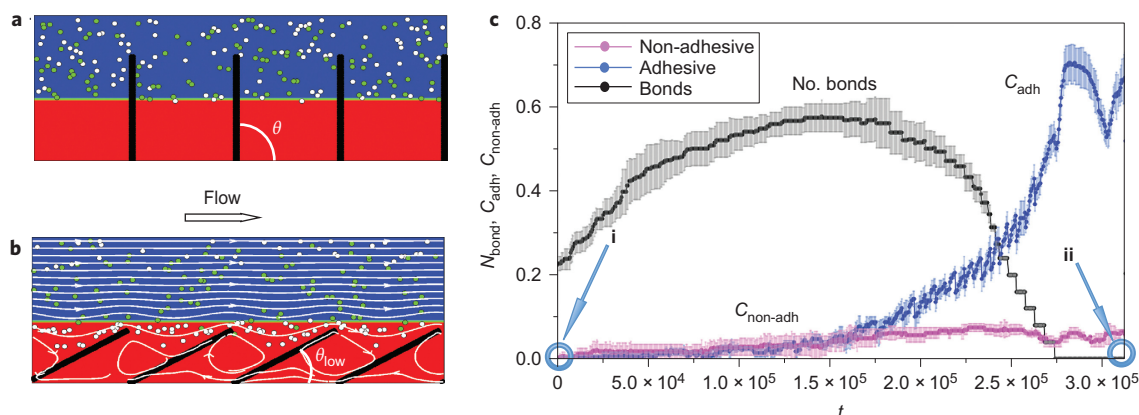 a
θ
Flow
b
θlow
c
Non-adhesive
Adhesive
Bonds
No. bonds
Cadh
i
ii
Cnon-adh
Nbond, Cadh, Cnon-adh
0.8
0.6
0.4
0.2
0.0
0 5.0 × 10⁴ 1.0 × 10⁵ 1.5 × 10⁵ 2.0 × 10⁵ 2.5 × 10⁵ 3.0 × 10⁵
t